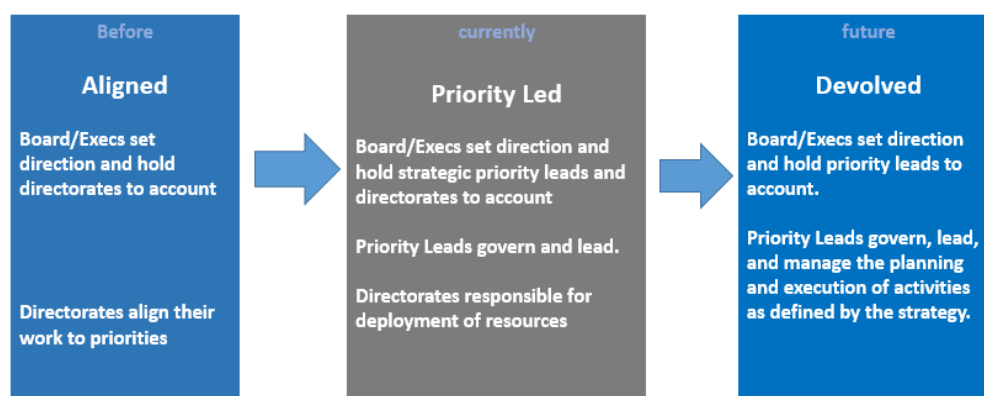 Before
Aligned
Board/Execs set
direction and hold
directorates to account
Directorates align their
work to priorities
currently
Priority Led
Board/Execs set direction and
hold strategic priority leads and
directorates to account
Priority Leads govern and lead.
Directorates responsible for
deployment of resources
future
Devolved
Board/Execs set direction
and hold priority leads to
account.
Priority Leads govern, lead,
and manage the planning
and execution of activities
as defined by the strategy.